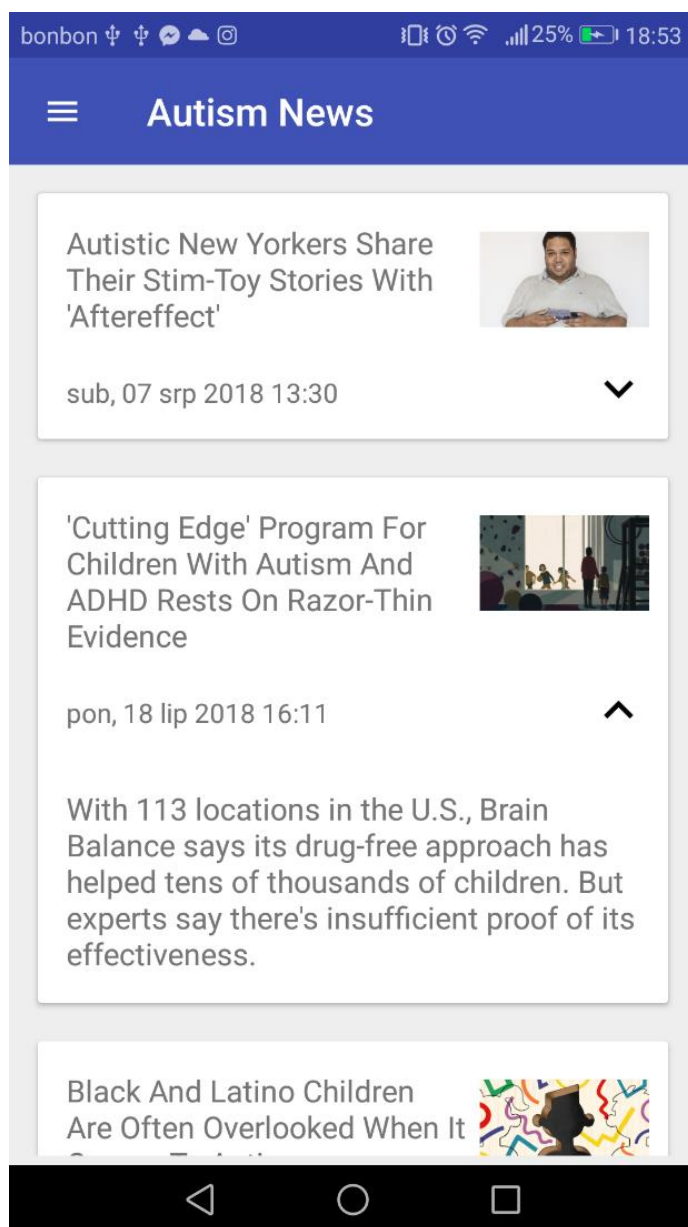 bonbon 25% 18:53
Autism News
Autistic New Yorkers Share
Their Stim-Toy Stories With
'Aftereffect'
sub, 07 srp 2018 13:30
'Cutting Edge' Program For
Children With Autism And
ADHD Rests On Razor-Thin
Evidence
pon, 18 lip 2018 16:11
With 113 locations in the U.S., Brain
Balance says its drug-free approach has
helped tens of thousands of children. But
experts say there's insufficient proof of its
effectiveness.
Black And Latino Children
Are Often Overlooked When It